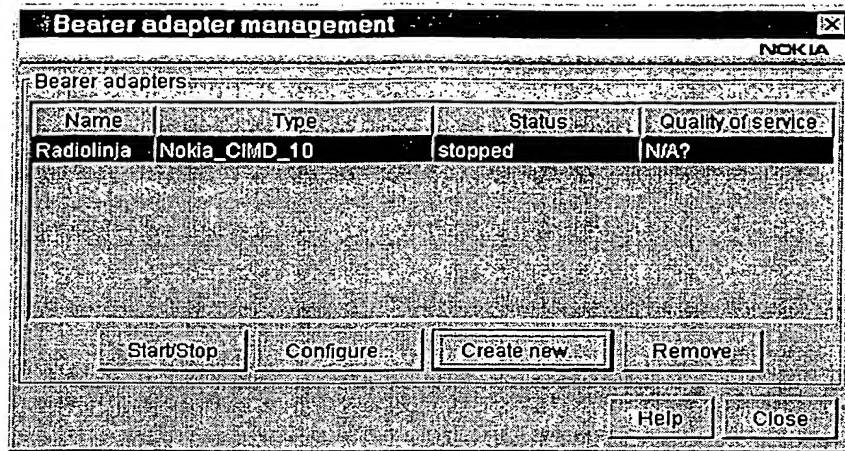 Bearer adapter management
NOKIA
Bearer adapters
Name Type Status Quality of service
Radiolinja Nokia_CIMD_10 stopped N/A?
Start/Stop Configure... Create new... Remove
Help Close